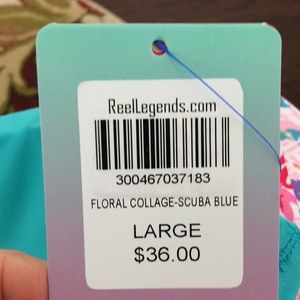 ReelLegends.com
300467037183
FLORAL COLLAGE-SCUBA BLUE
LARGE
$36.00